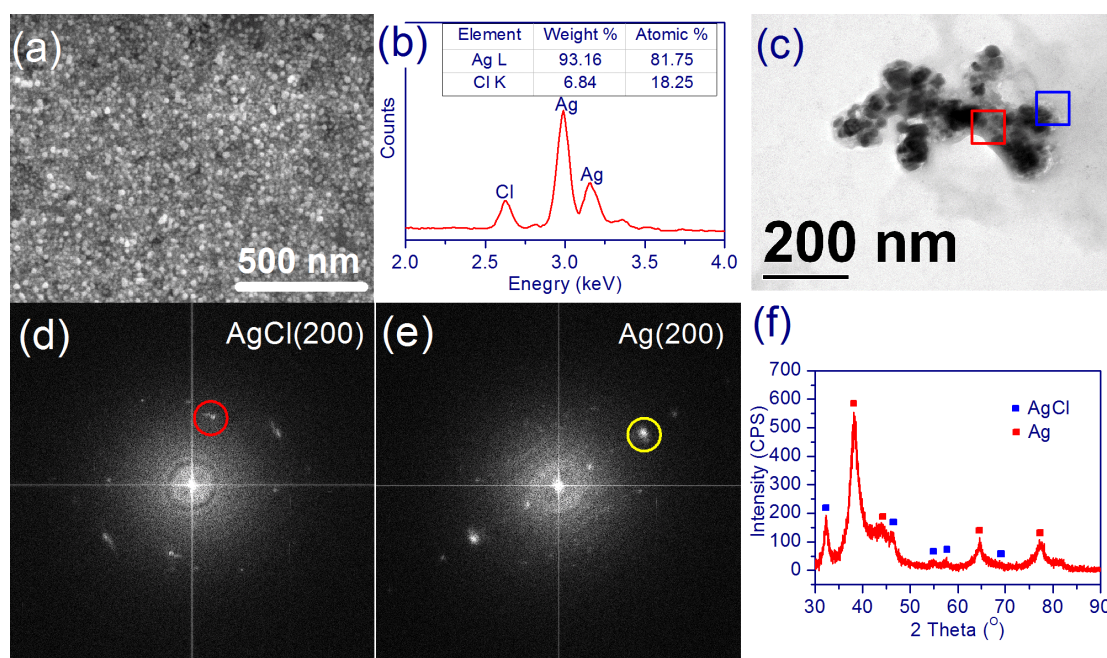 (a)
500 nm
(b)
Element Weight % Atomic %
Ag L 93.16 81.75
Cl K 6.84 18.25
Ag
Ag
Cl
Counts
2.0 2.5 3.0 3.5 4.0
Enegry (keV)
(c)
200 nm
(d)
AgCl(200)
(e)
Ag(200)
(f)
700
600
500
400
300
200
100
0
Intensity (CPS)
AgCl
Ag
30 40 50 60 70 80 90
2 Theta (O)